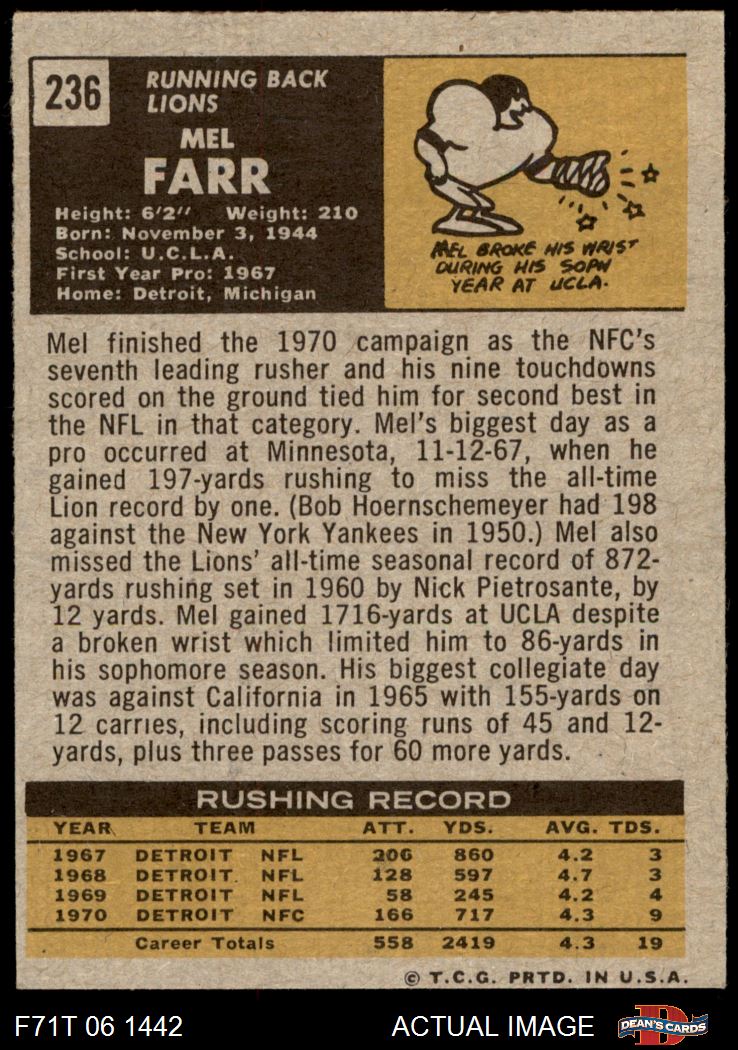 236
RUNNING BACK
LIONS
MEL
FARR
Height: 6'2" Weight: 210
Born: November 3, 1944
School: U.C.L.A.
First Year Pro: 1967
Home: Detroit, Michigan
MEL BROKE HIS WRIST
DURING HIS SOPH
YEAR AT UCLA.
Mel finished the 1970 campaign as the NFC's
seventh leading rusher and his nine touchdowns
scored on the ground tied him for second best in
the NFL in that category. Mel's biggest day as a
pro occurred at Minnesota, 11-12-67, when he
gained 197-yards rushing to miss the all-time
Lion record by one. (Bob Hoernschemeyer had 198
against the New York Yankees in 1950.) Mel also
missed the Lions' all-time seasonal record of 872-
yards rushing set in 1960 by Nick Pietrosante, by
12 yards. Mel gained 1716-yards at UCLA despite
a broken wrist which limited him to 86-yards in
his sophomore season. His biggest collegiate day
was against California in 1965 with 155-yards on
12 carries, including scoring runs of 45 and 12-
yards, plus three passes for 60 more yards.
RUSHING RECORD
YEAR TEAM ATT. YDS. AVG. TDS.
1967 DETROIT NFL 206 860 4.2 3
1968 DETROIT NFL 128 597 4.7 3
1969 DETROIT NFL 58 245 4.2 4
1970 DETROIT NFC 166 717 4.3 9
Career Totals 558 2419 4.3 19
© T.C.G. PRTD. IN U.S.A.
F71T 06 1442 ACTUAL IMAGE D DEAN'S CARDS